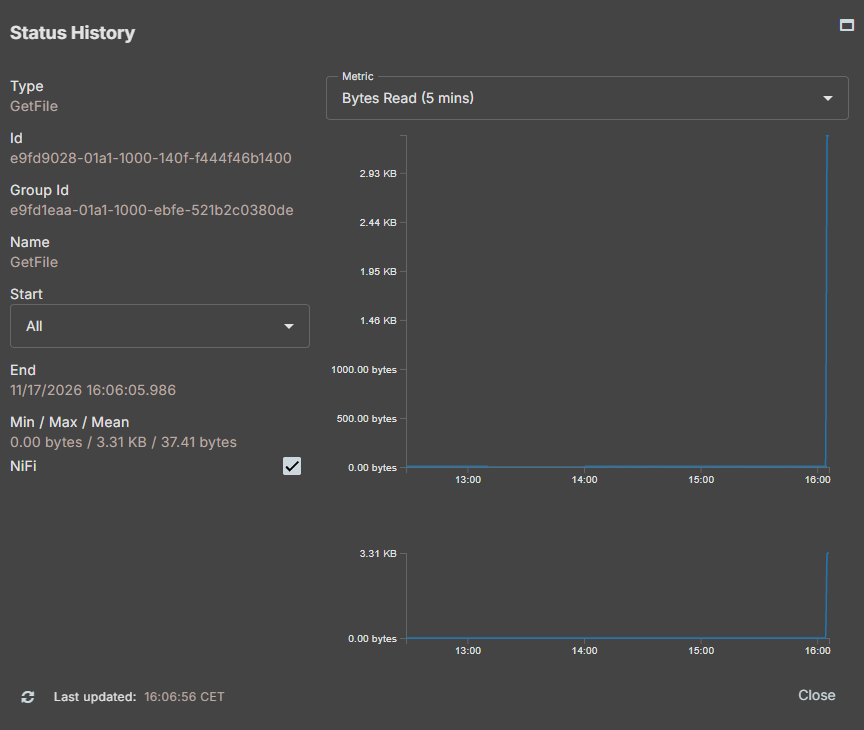 Status History
Type
GetFile
Id
e9fd9028-01a1-1000-140f-f444f46b1400
Group Id
e9fd1eaa-01a1-1000-ebfe-521b2c0380de
Name
GetFile
Start
All
End
11/17/2026 16:06:05.986
Min / Max / Mean
0.00 bytes / 3.31 KB / 37.41 bytes
NiFi
Metric
Bytes Read (5 mins)
2.93 KB
2.44 KB
1.95 KB
1.46 KB
1000.00 bytes
500.00 bytes
0.00 bytes
13:00 14:00 15:00 16:00
3.31 KB
0.00 bytes
13:00 14:00 15:00 16:00
Last updated: 16:06:56 CET
Close